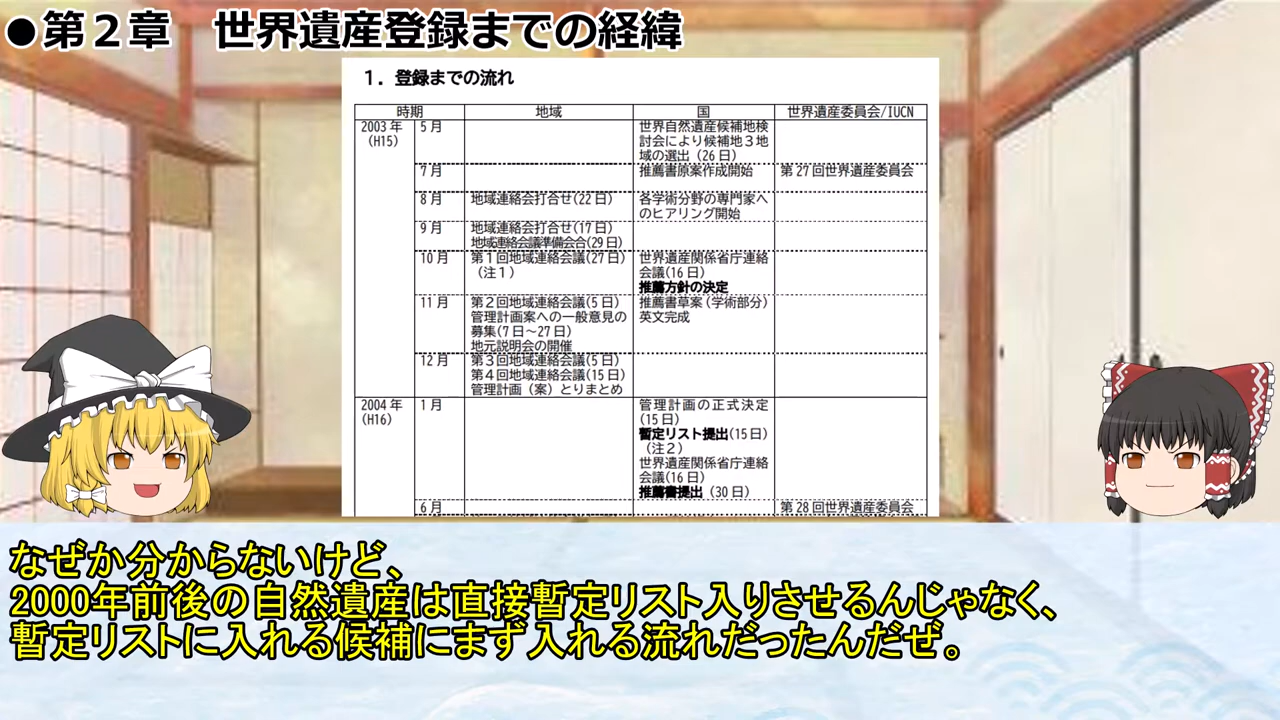 ●第２章　世界遺産登録までの経緯
１．登録までの流れ
時期 地域 国 世界遺産委員会/IUCN
2003年 5月 世界自然遺産候補地検
(H15) 討会により候補地３地
域の選出（26日）
7月 推薦書原案作成開始 第27回世界遺産委員会
8月 地域連絡会打合せ(22日) 各学術分野の専門家へ
のヒアリング開始
9月 地域連絡会打合せ(17日)
地域連絡会議準備会合(29日)
10月 第１回地域連絡会議(27日) 世界遺産関係省庁連絡
（注１） 会議(16日)
推薦方針の決定
11月 第２回地域連絡会議(5日) 推薦書草案（学術部分）
管理計画案への一般意見の 英文完成
募集(7日～27日)
地元説明会の開催
12月 第３回地域連絡会議(5日)
第４回地域連絡会議(15日)
管理計画（案）とりまとめ
2004年 1月 管理計画の正式決定
(H16) (15日)
暫定リスト提出(15日)
（注２）
世界遺産関係省庁連絡
会議(16日)
推薦書提出（30日）
6月 第28回世界遺産委員会
なぜか分からないけど、
2000年前後の自然遺産は直接暫定リスト入りさせるんじゃなく、
暫定リストに入れる候補にまず入れる流れだったんだぜ。